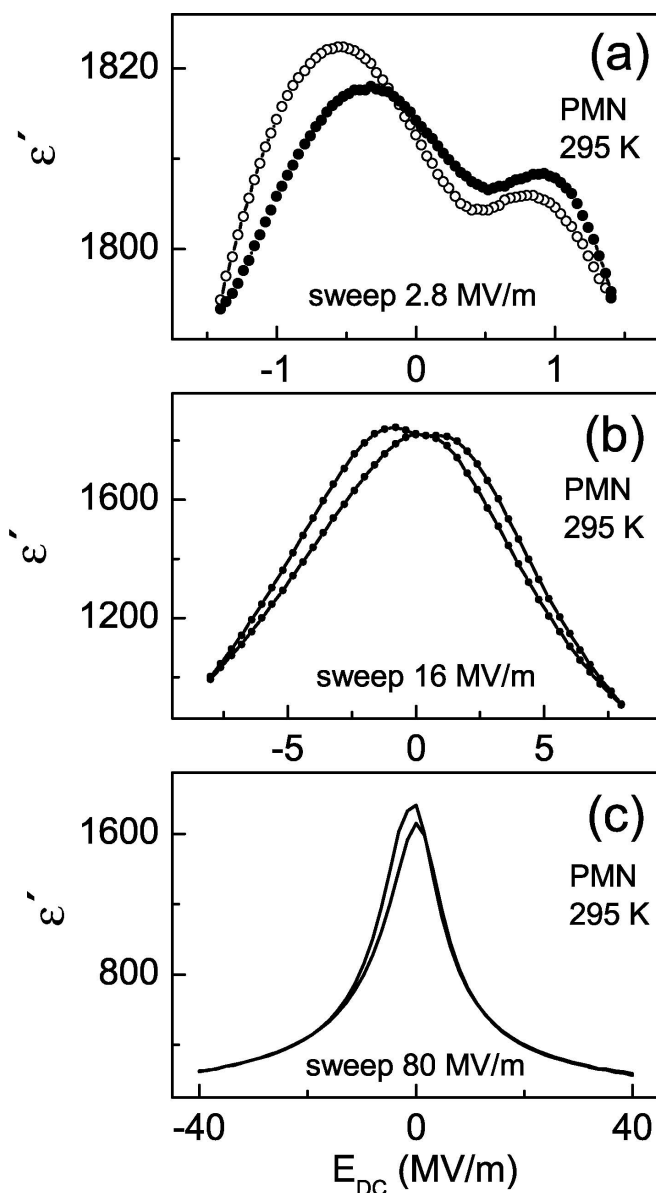 (a)
1820
PMN
295 K
ε′
1800
sweep 2.8 MV/m
-1 0 1
(b)
1600
PMN
295 K
ε′
1200
sweep 16 MV/m
-5 0 5
(c)
1600
PMN
295 K
ε′
800
sweep 80 MV/m
-40 0 40
E_DC (MV/m)